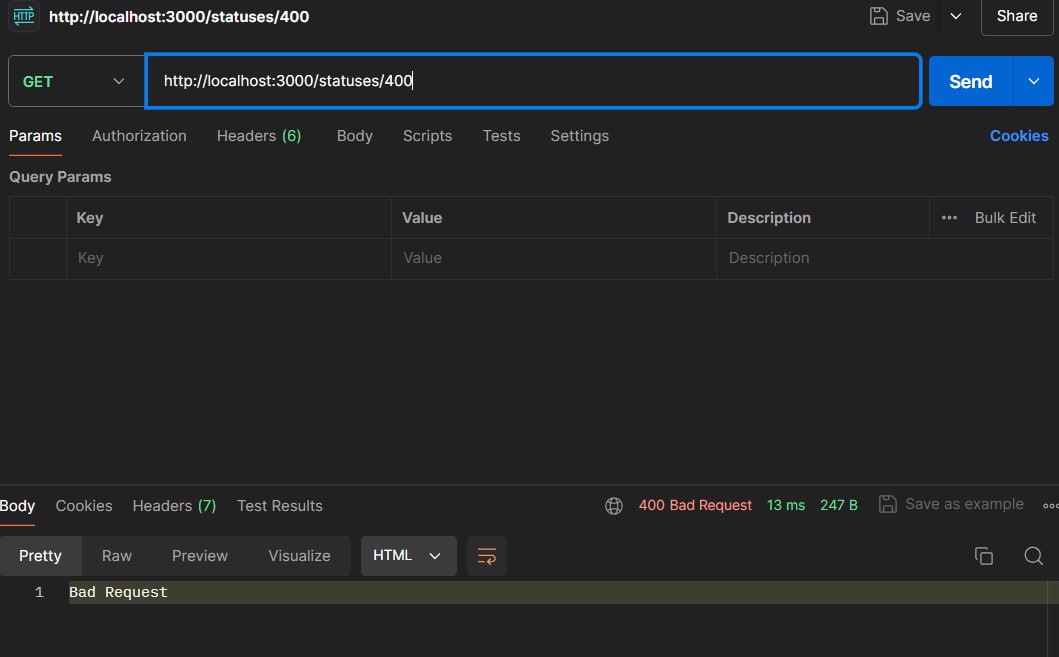 HTTP http://localhost:3000/statuses/400 Save Share
GET http://localhost:3000/statuses/400 Send
Params Authorization Headers (6) Body Scripts Tests Settings Cookies
Query Params
Key Value Description Bulk Edit
Key Value Description
Body Cookies Headers (7) Test Results 400 Bad Request 13 ms 247 B Save as example
Pretty Raw Preview Visualize HTML
1 Bad Request